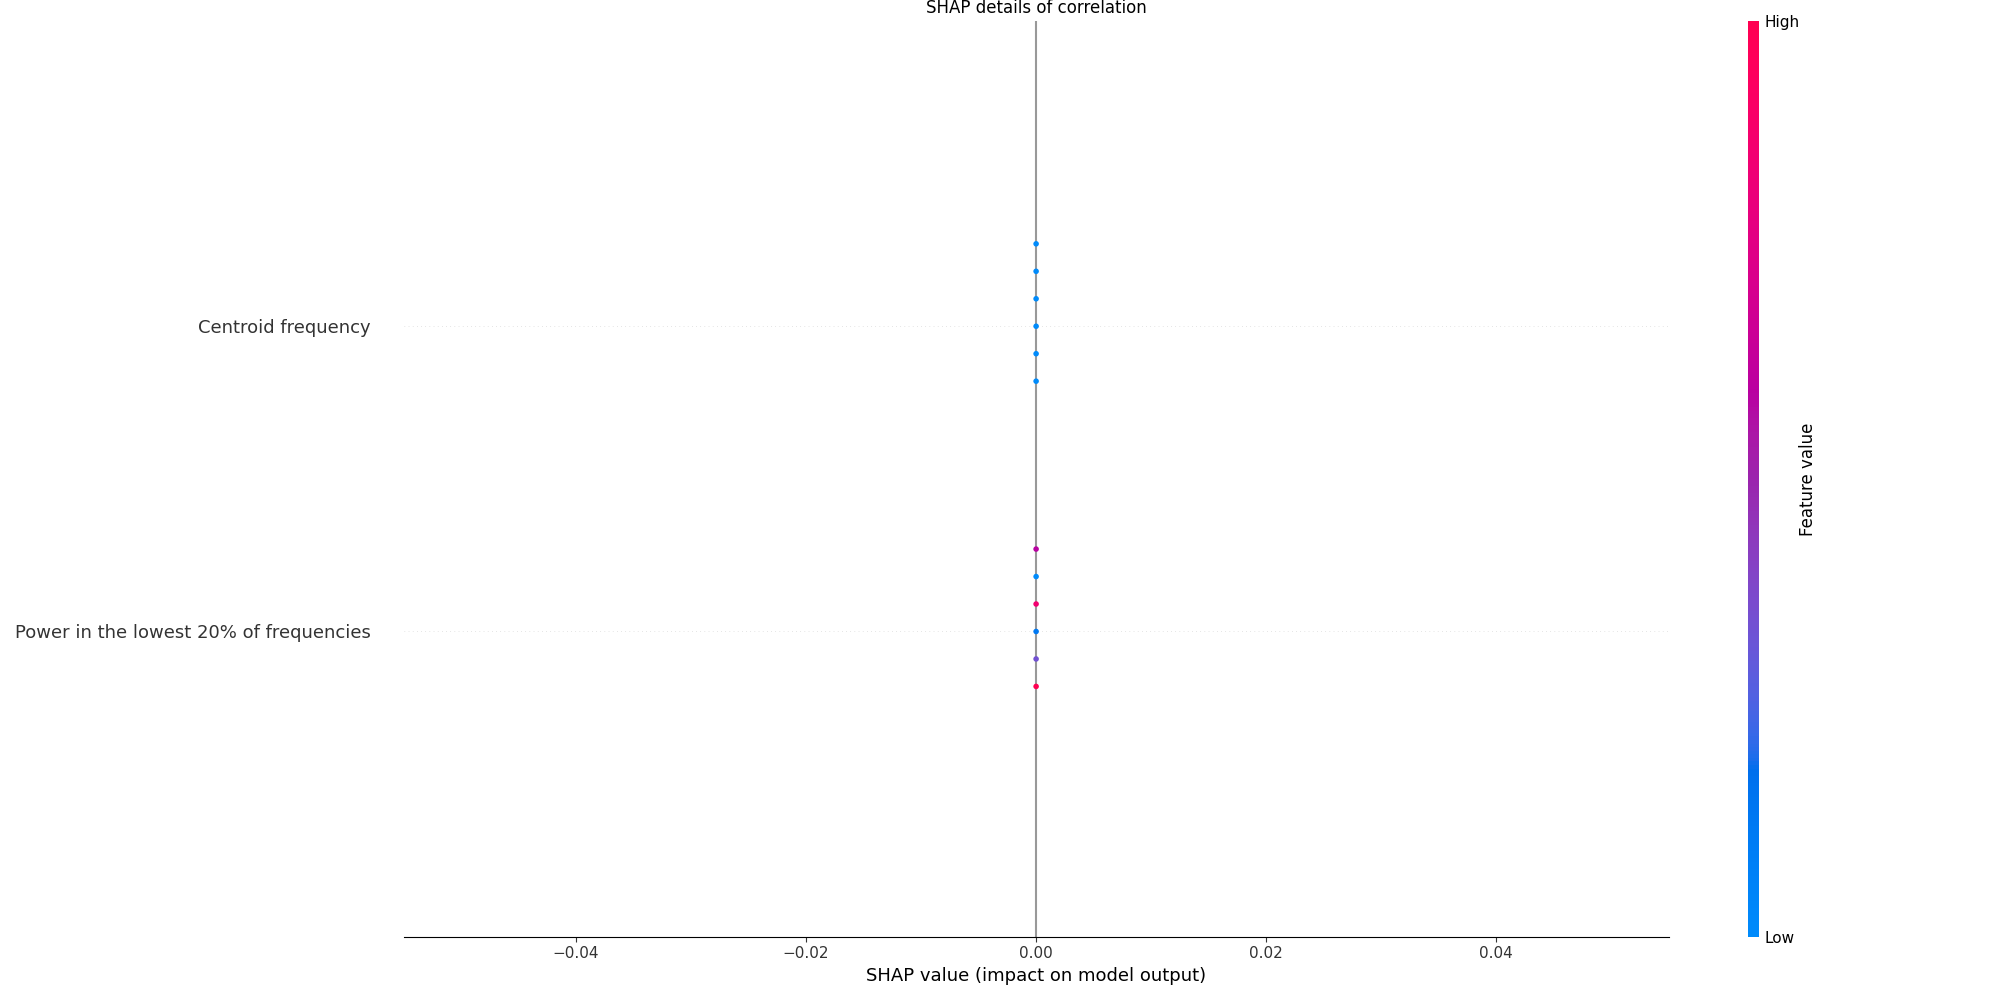 SHAP details of correlation
High
Centroid frequency
Feature value
Power in the lowest 20% of frequencies
Low
−0.04 −0.02 0.00 0.02 0.04
SHAP value (impact on model output)